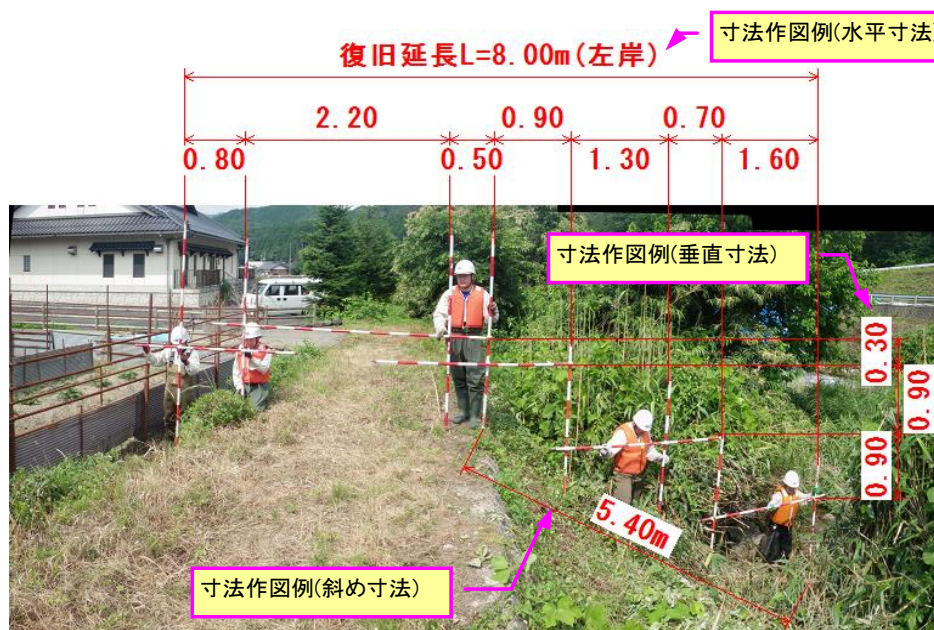 寸法作図例(水平寸法)
復旧延長L=8.00m(左岸)
2.20 0.90 0.70
0.80 0.50 1.30 1.60
寸法作図例(垂直寸法)
0.30
0.90
0.90
5.40m
寸法作図例(斜め寸法)